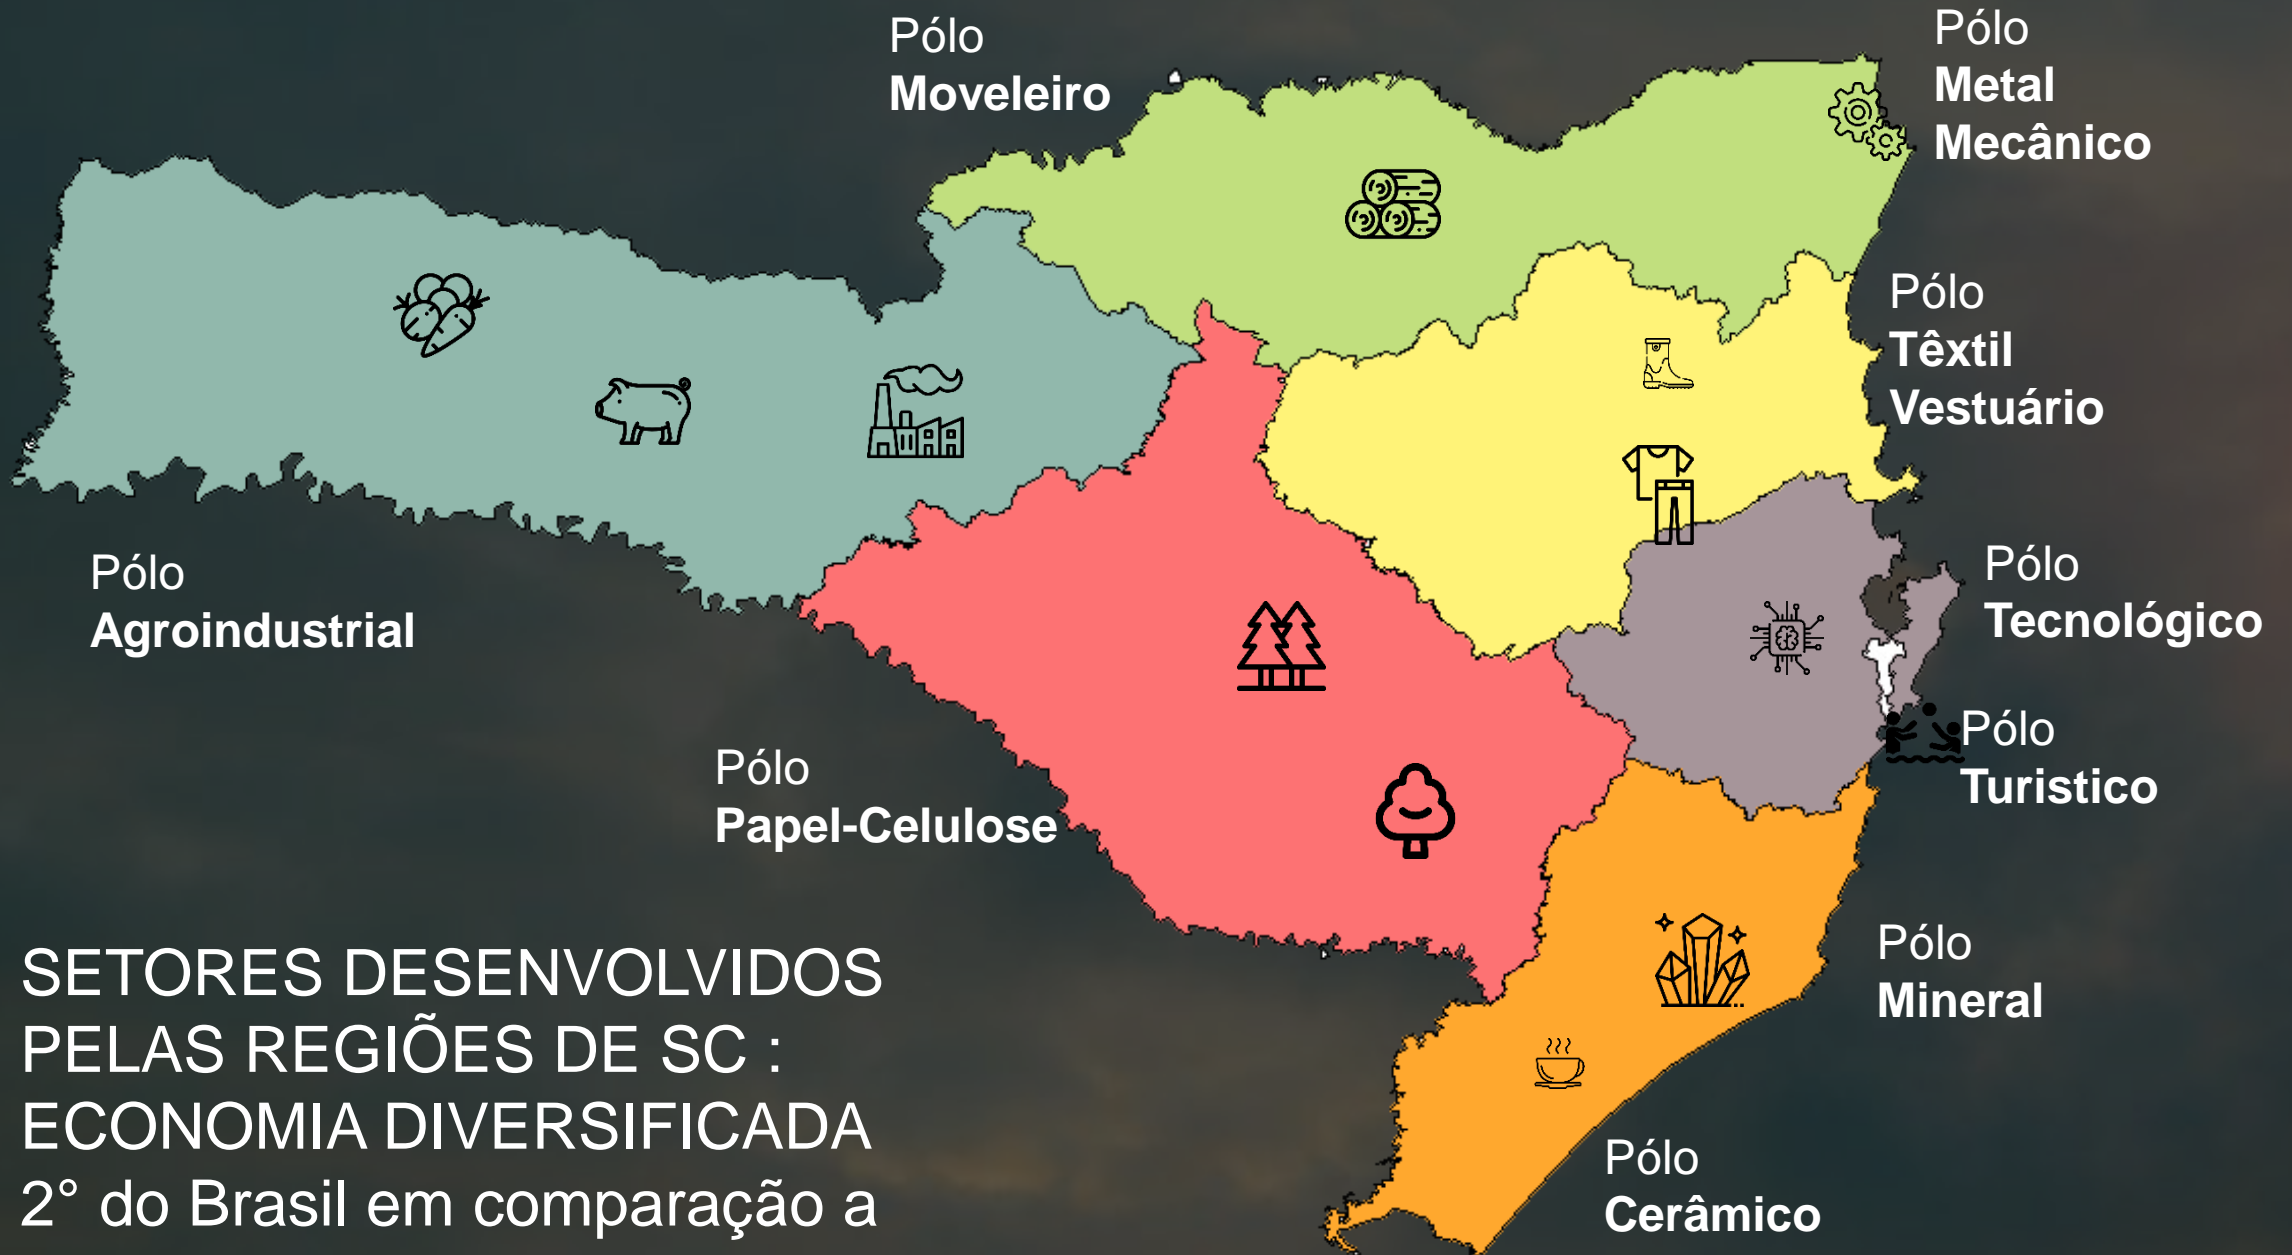 Pólo
Moveleiro
Pólo
Metal
Mecânico
Pólo
Têxtil
Vestuário
Pólo
Agroindustrial
Pólo
Tecnológico
Pólo
Turistico
Pólo
Papel-Celulose
Pólo
Mineral
Pólo
Cerâmico
SETORES DESENVOLVIDOS
PELAS REGIÕES DE SC :
ECONOMIA DIVERSIFICADA
2° do Brasil em comparação a